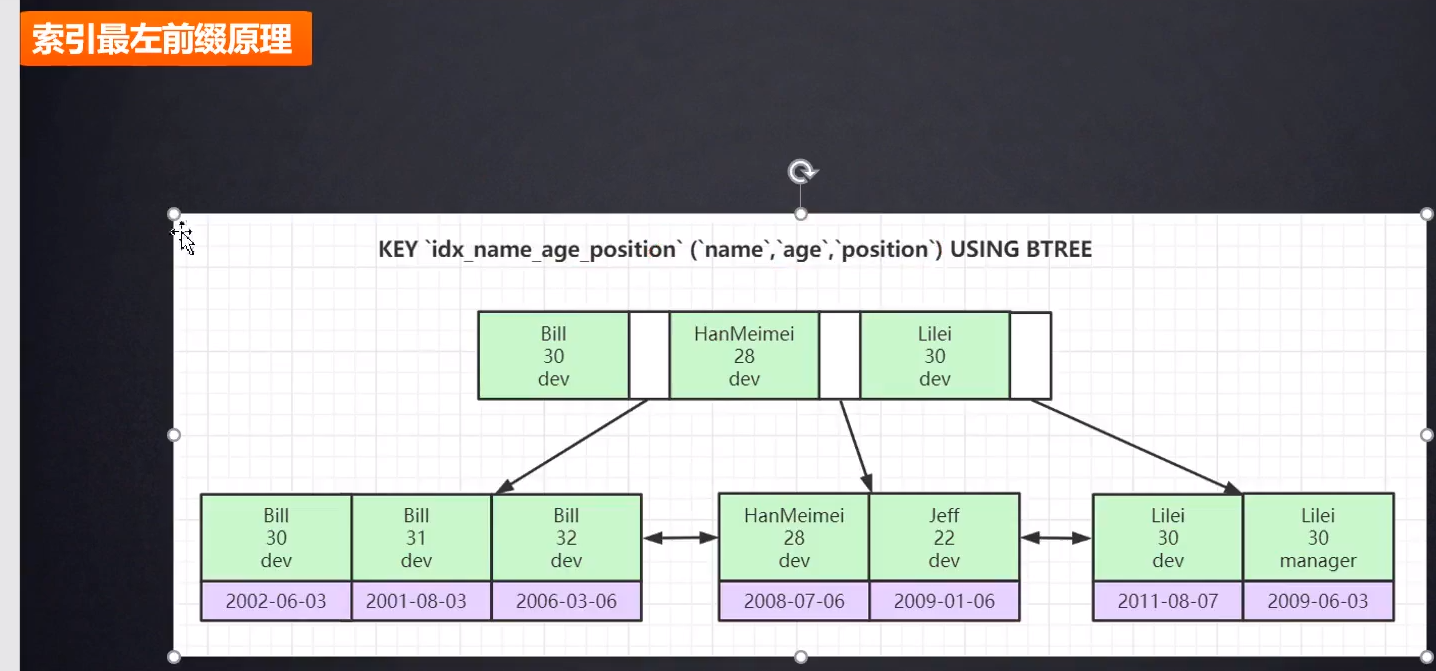 索引最左前缀原理
KEY `idx_name_age_position` (`name`,`age`,`position`) USING BTREE
Bill
30
dev
HanMeimei
28
dev
Lilei
30
dev
Bill
30
dev
2002-06-03
Bill
31
dev
2001-08-03
Bill
32
dev
2006-03-06
HanMeimei
28
dev
2008-07-06
Jeff
22
dev
2009-01-06
Lilei
30
dev
2011-08-07
Lilei
30
manager
2009-06-03